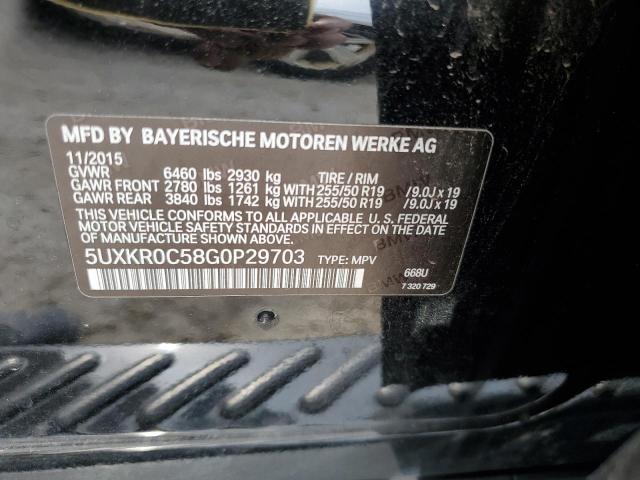 MFD BY BAYERISCHE MOTOREN WERKE AG
11/2015
GVWR 6460 lbs 2930 kg TIRE / RIM
GAWR FRONT 2780 lbs 1261 kg WITH 255/50 R19 /9.0J x 19
GAWR REAR 3840 lbs 1742 kg WITH 255/50 R19 /9.0J x 19
THIS VEHICLE CONFORMS TO ALL APPLICABLE U. S. FEDERAL
MOTOR VEHICLE SAFETY STANDARDS IN EFFECT ON THE
DATE OF MANUFACTURE SHOWN ABOVE.
5UXKR0C58G0P29703 TYPE: MPV
668U
7 320 729